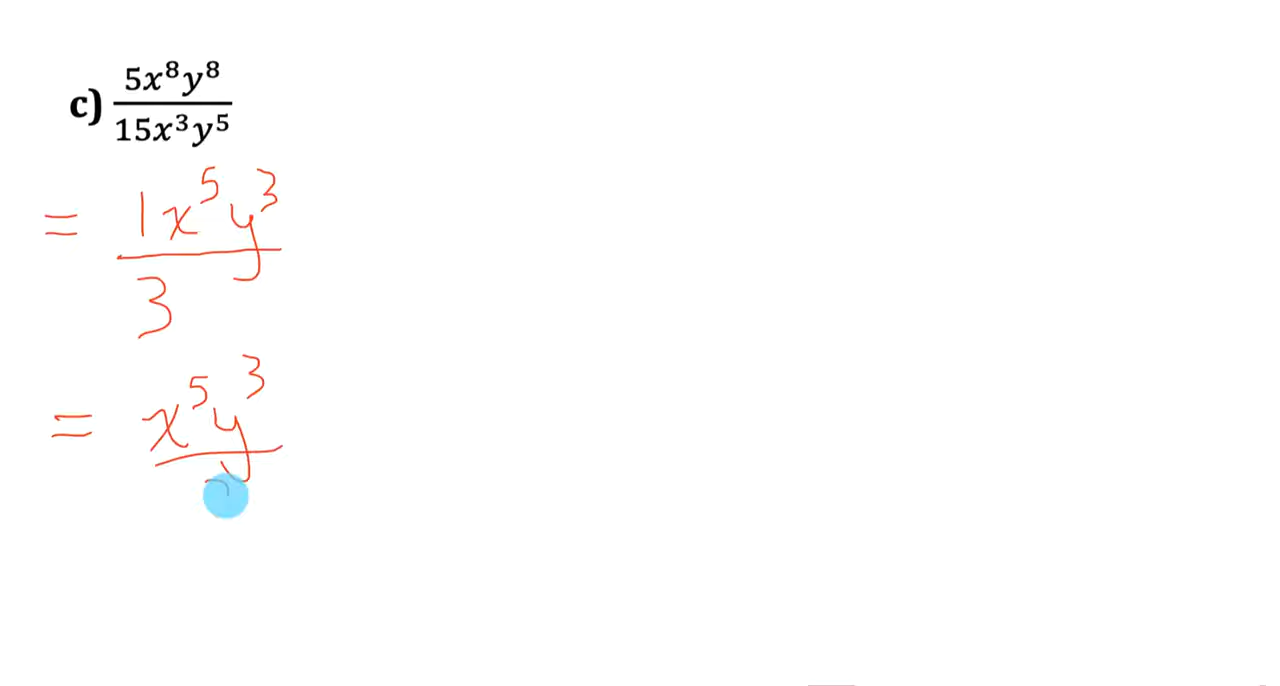 c) 5x⁸y⁸
15x³y⁵
= 1x⁵y³
3
= x⁵y³